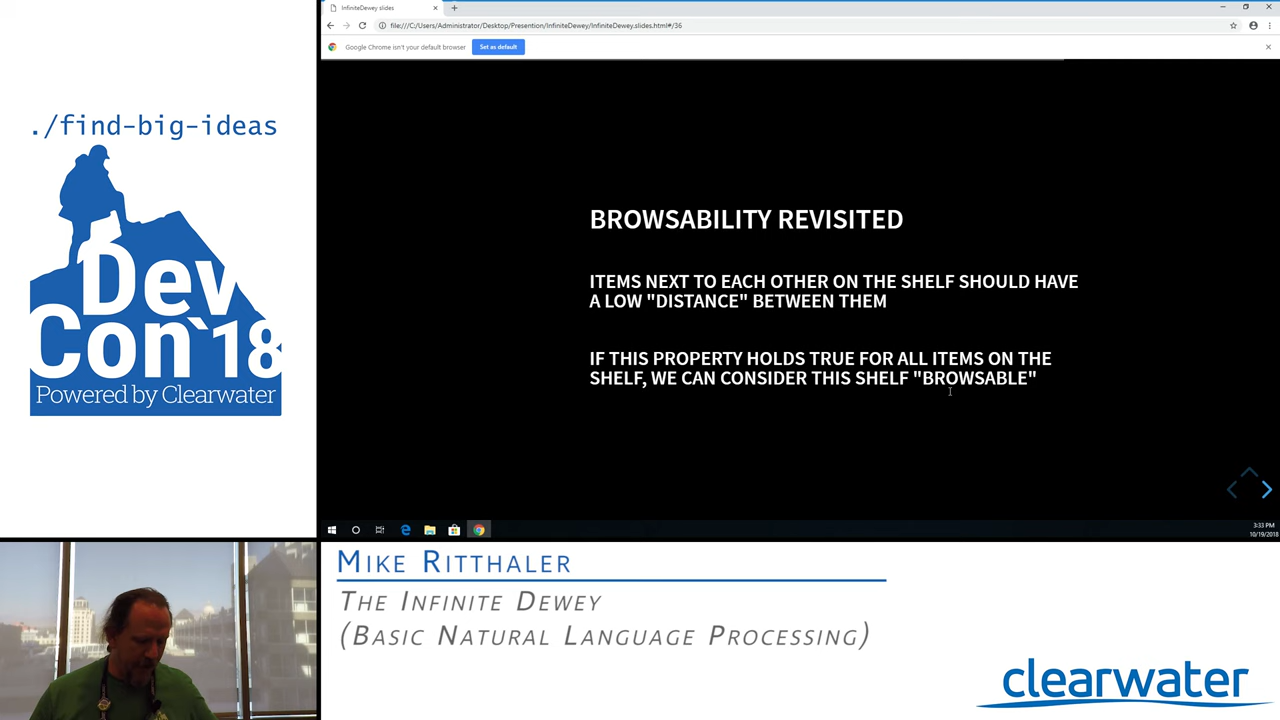 ./find-big-ideas
Dev
Con`18
Powered by Clearwater
InfiniteDewey slides
file:///C:/Users/Administrator/Desktop/Presention/InfiniteDewey/InfiniteDewey.slides.html#/36
Google Chrome isn't your default browser
Set as default
BROWSABILITY REVISITED
ITEMS NEXT TO EACH OTHER ON THE SHELF SHOULD HAVE
A LOW "DISTANCE" BETWEEN THEM
IF THIS PROPERTY HOLDS TRUE FOR ALL ITEMS ON THE
SHELF, WE CAN CONSIDER THIS SHELF "BROWSABLE"
3:33 PM
10/19/2018
MIKE RITTHALER
THE INFINITE DEWEY
(BASIC NATURAL LANGUAGE PROCESSING)
clearwater